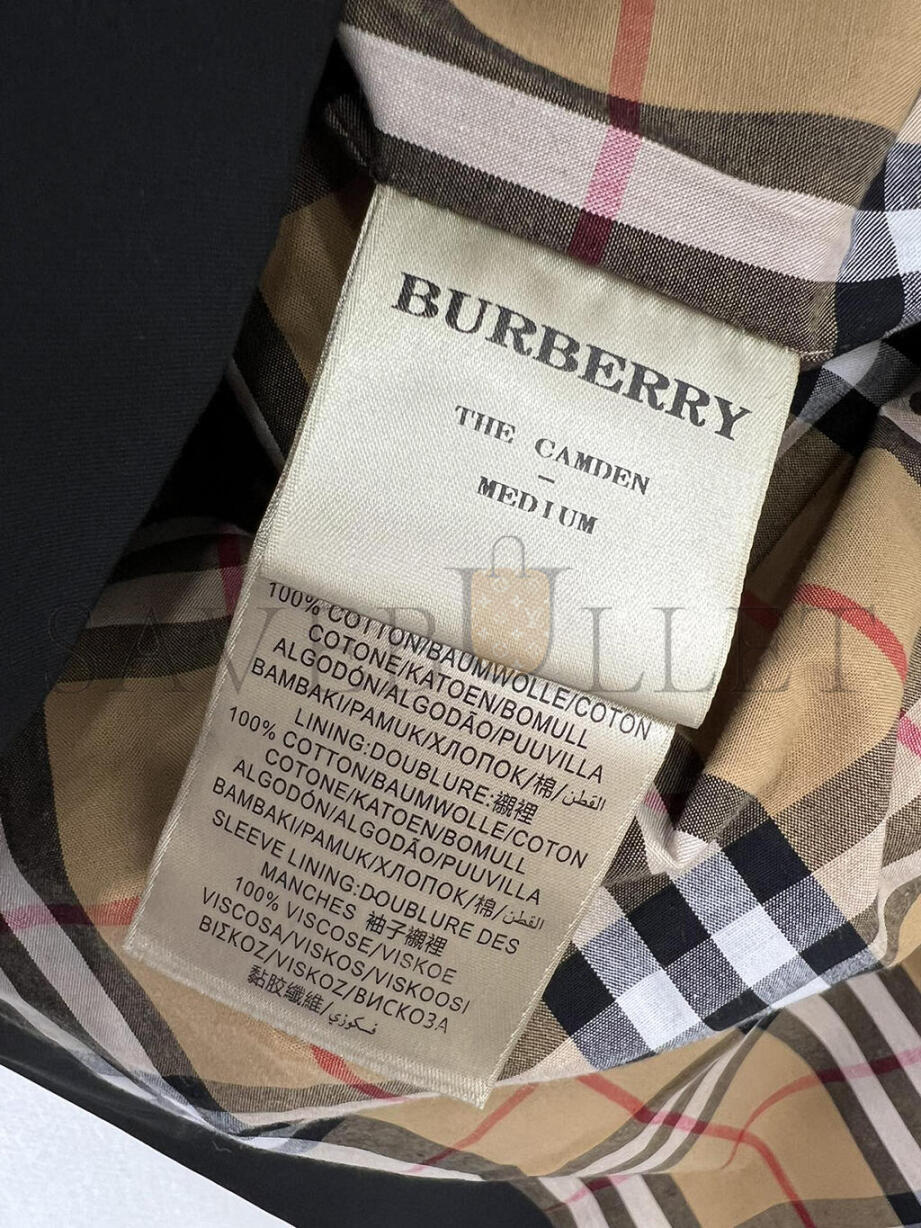 BURBERRY
THE CAMDEN
–
MEDIUM
SAVEBULLET
100% COTTON/BAUMWOLLE/COTON
COTONE/KATOEN/BOMULL
ALGODÓN/ALGODÃO/PUUVILLA
BAMBAKI/PAMUK/ХЛОПОК/棉/القطن
LINING:DOUBLURE:襯裡
100% COTTON/BAUMWOLLE/COTON
COTONE/KATOEN/BOMULL
ALGODÓN/ALGODÃO/PUUVILLA
BAMBAKI/PAMUK/ХЛОПОК/棉/القطن
SLEEVE LINING:DOUBLURE DES
MANCHES 袖子襯裡
100% VISCOSE/VISKOE
VISCOSA/VISKOS/VISKOOSI
ΒΙΣΚΟΖ/VISKOZ/ВИСКОЗА
黏胶纖維/فسكوزي